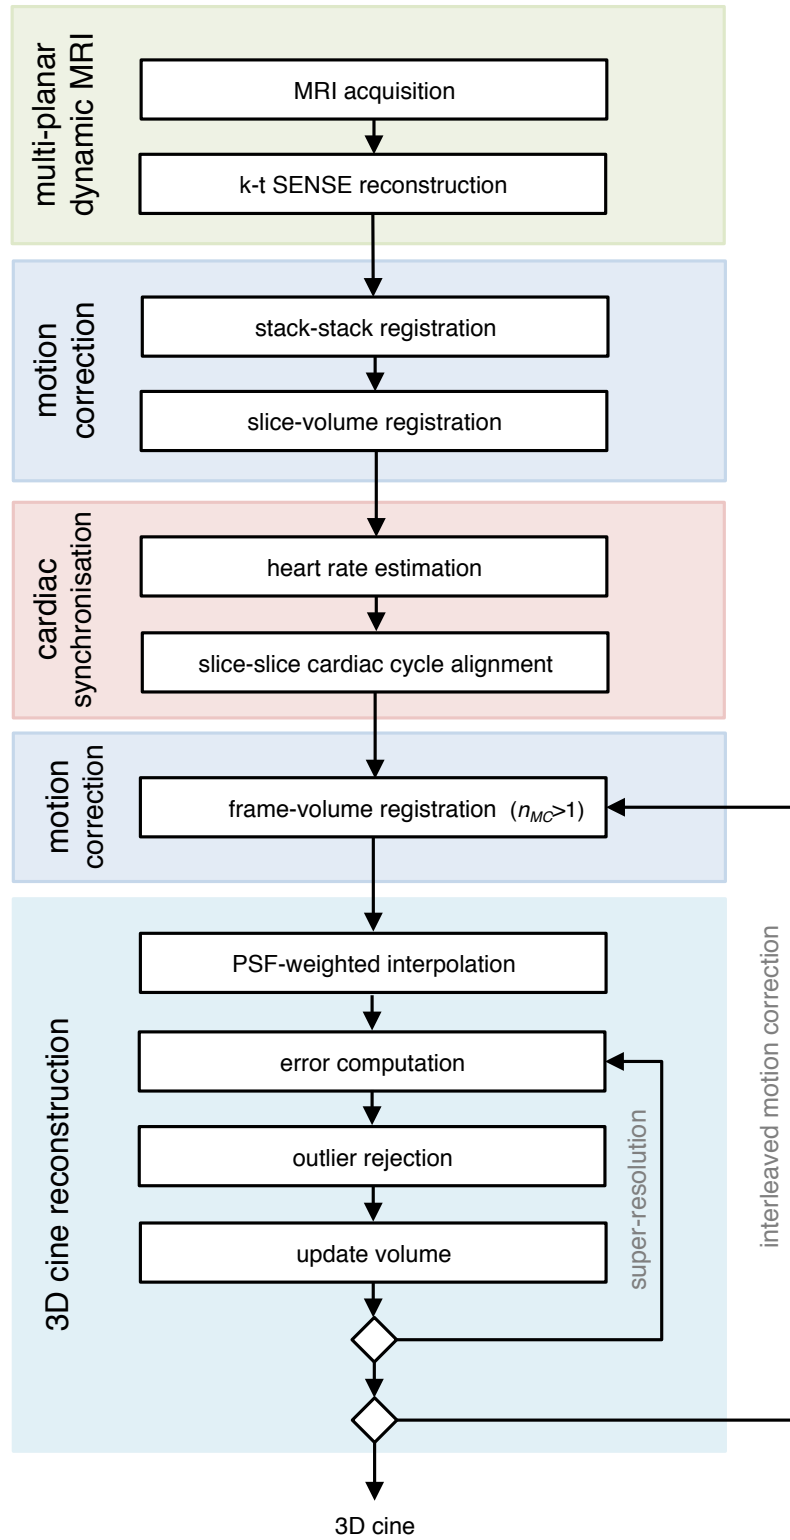 multi-planar
dynamic MRI
MRI acquisition
k-t SENSE reconstruction
motion
correction
stack-stack registration
slice-volume registration
cardiac
synchronisation
heart rate estimation
slice-slice cardiac cycle alignment
motion
correction
frame-volume registration (nMC>1)
3D cine reconstruction
PSF-weighted interpolation
error computation
outlier rejection
update volume
super-resolution
interleaved motion correction
3D cine